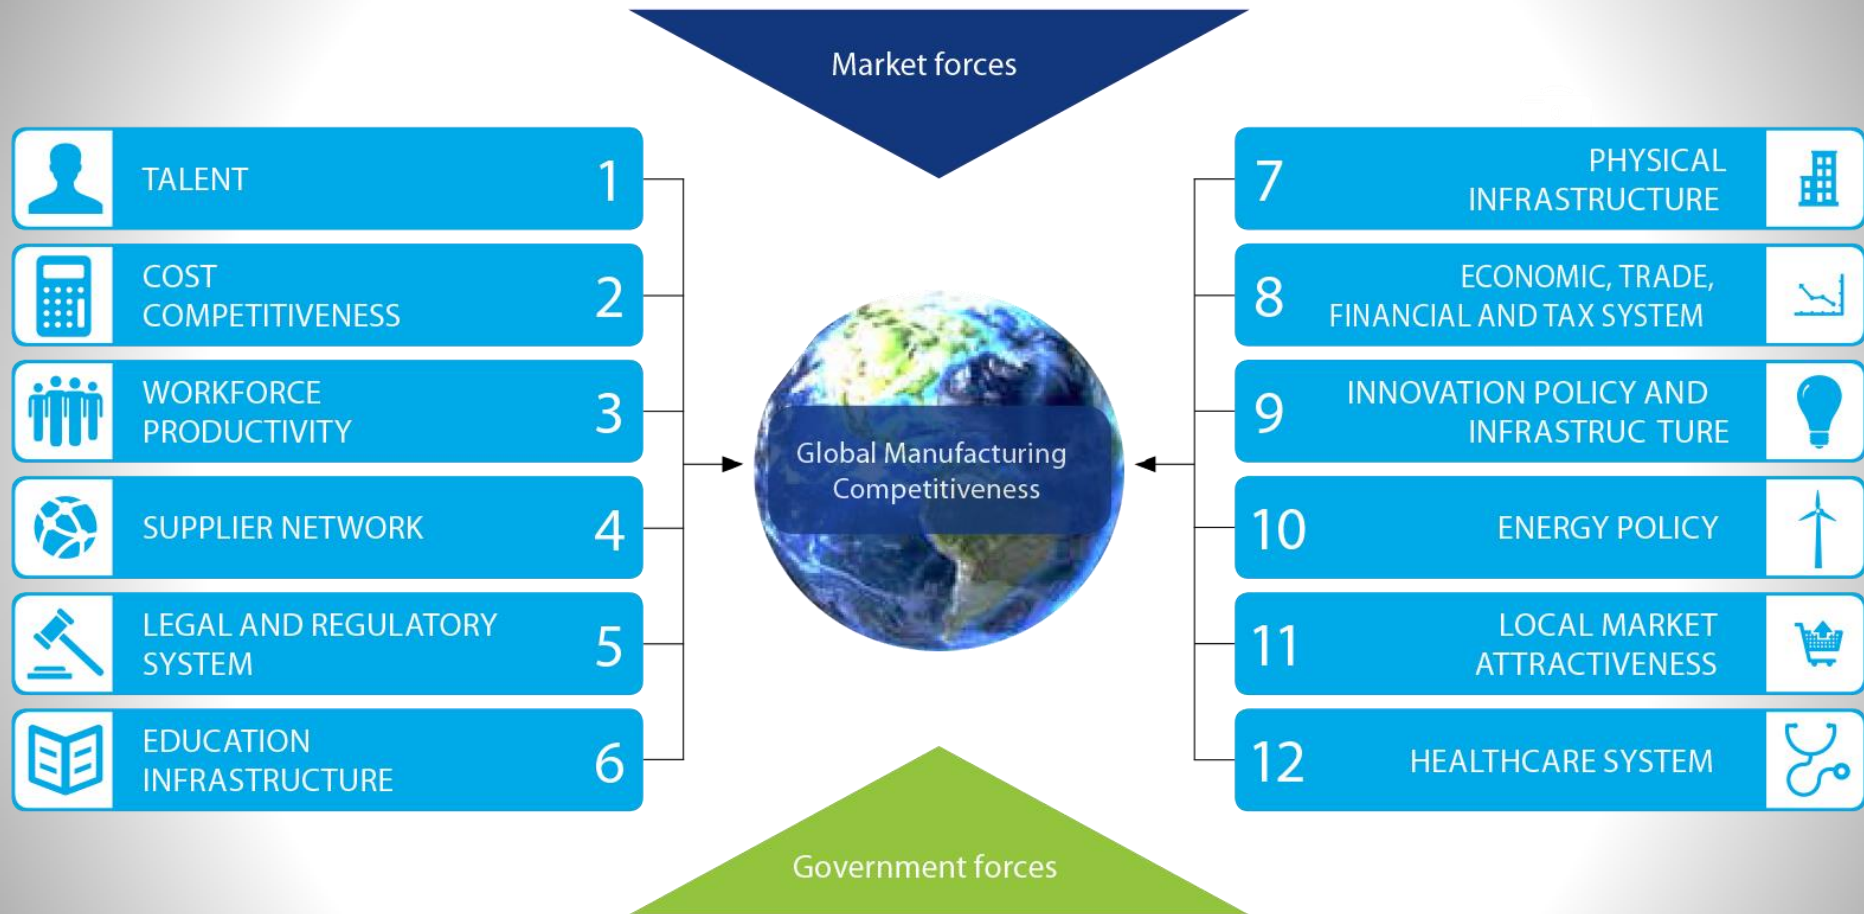 Market forces
TALENT 1
COST
COMPETITIVENESS 2
WORKFORCE
PRODUCTIVITY 3
SUPPLIER NETWORK 4
LEGAL AND REGULATORY
SYSTEM 5
EDUCATION
INFRASTRUCTURE 6
Global Manufacturing
Competitiveness
7 PHYSICAL
INFRASTRUCTURE
8 ECONOMIC, TRADE,
FINANCIAL AND TAX SYSTEM
9 INNOVATION POLICY AND
INFRASTRUC TURE
10 ENERGY POLICY
11 LOCAL MARKET
ATTRACTIVENESS
12 HEALTHCARE SYSTEM
Government forces